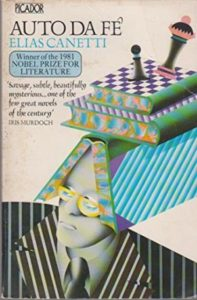 PICADOR
AUTO DA FÉ
ELIAS CANETTI
Winner of the 1981
NOBEL PRIZE FOR
LITERATURE
'Savage, subtle, beautifully
mysterious... one of the
few great novels
of the century'
IRIS MURDOCH